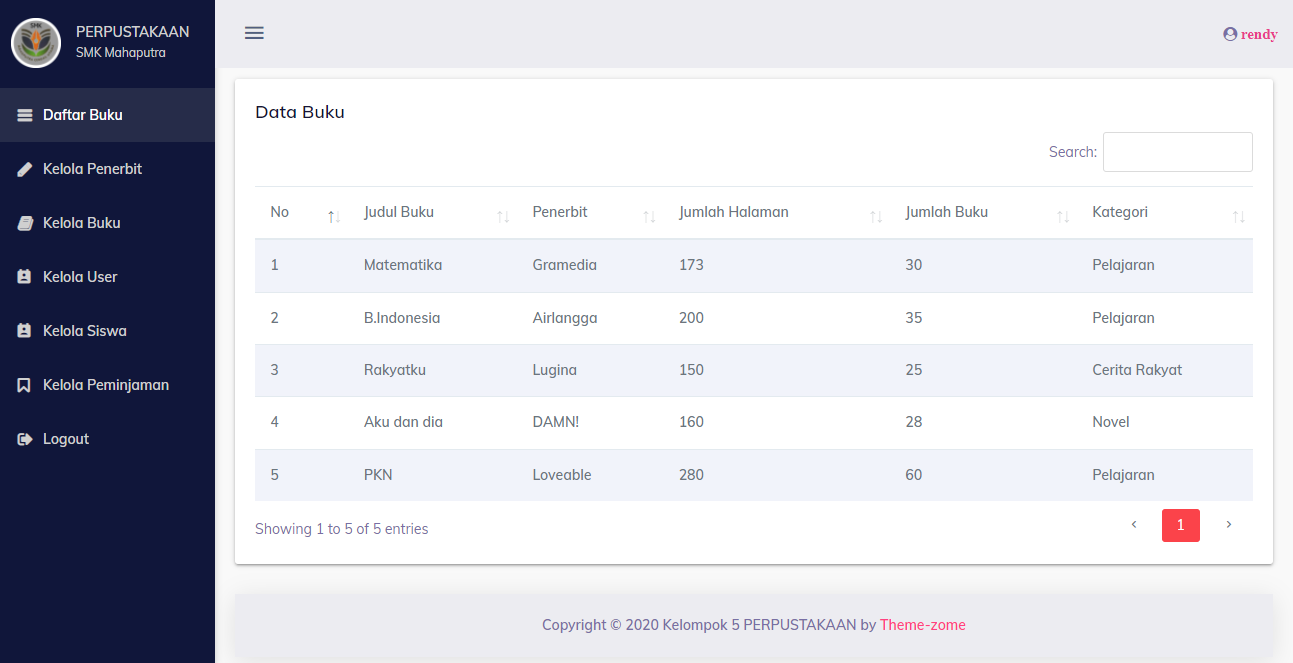 SMK
PERPUSTAKAAN
SMK Mahaputra
rendy
Daftar Buku
Kelola Penerbit
Kelola Buku
Kelola User
Kelola Siswa
Kelola Peminjaman
Logout
Data Buku
Search:
No Judul Buku Penerbit Jumlah Halaman Jumlah Buku Kategori
1 Matematika Gramedia 173 30 Pelajaran
2 B.Indonesia Airlangga 200 35 Pelajaran
3 Rakyatku Lugina 150 25 Cerita Rakyat
4 Aku dan dia DAMN! 160 28 Novel
5 PKN Loveable 280 60 Pelajaran
Showing 1 to 5 of 5 entries
‹ 1 ›
Copyright © 2020 Kelompok 5 PERPUSTAKAAN by Theme-zome